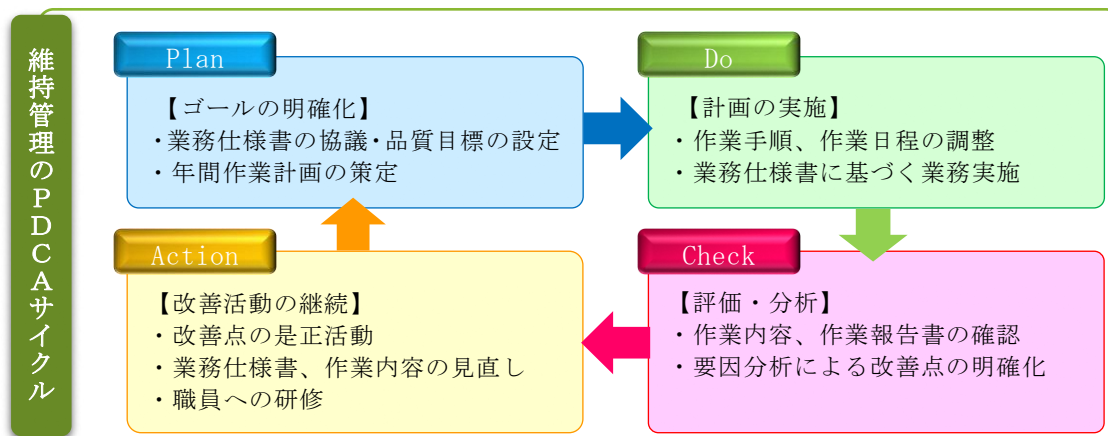 維持管理のPDCAサイクル
Plan
【ゴールの明確化】
・業務仕様書の協議・品質目標の設定
・年間作業計画の策定
Do
【計画の実施】
・作業手順、作業日程の調整
・業務仕様書に基づく業務実施
Action
【改善活動の継続】
・改善点の是正活動
・業務仕様書、作業内容の見直し
・職員への研修
Check
【評価・分析】
・作業内容、作業報告書の確認
・要因分析による改善点の明確化